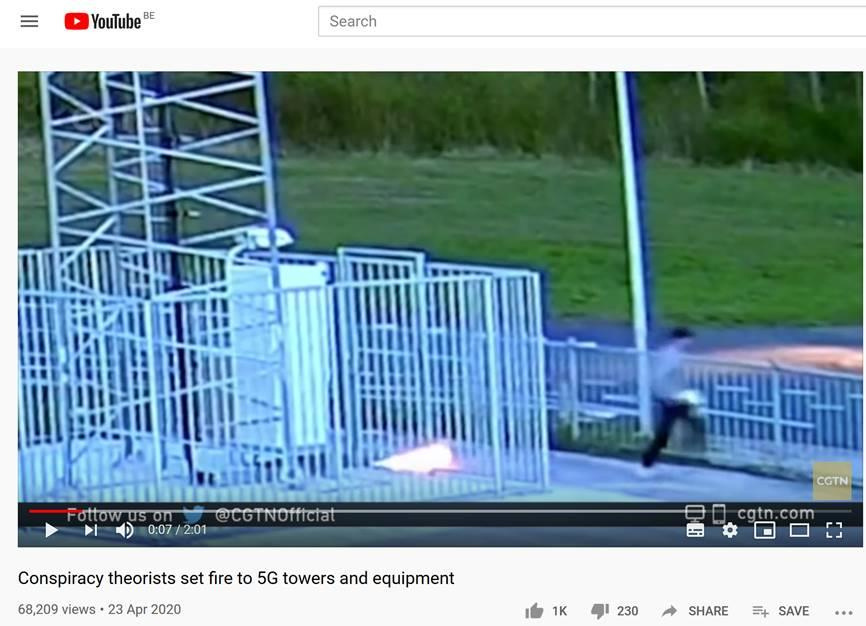 YouTube BE
Search
CGTN
Follow us on @CGTNOfficial
cgtn.com
0:07 / 2:01
Conspiracy theorists set fire to 5G towers and equipment
68,209 views • 23 Apr 2020
1K
230
SHARE
SAVE